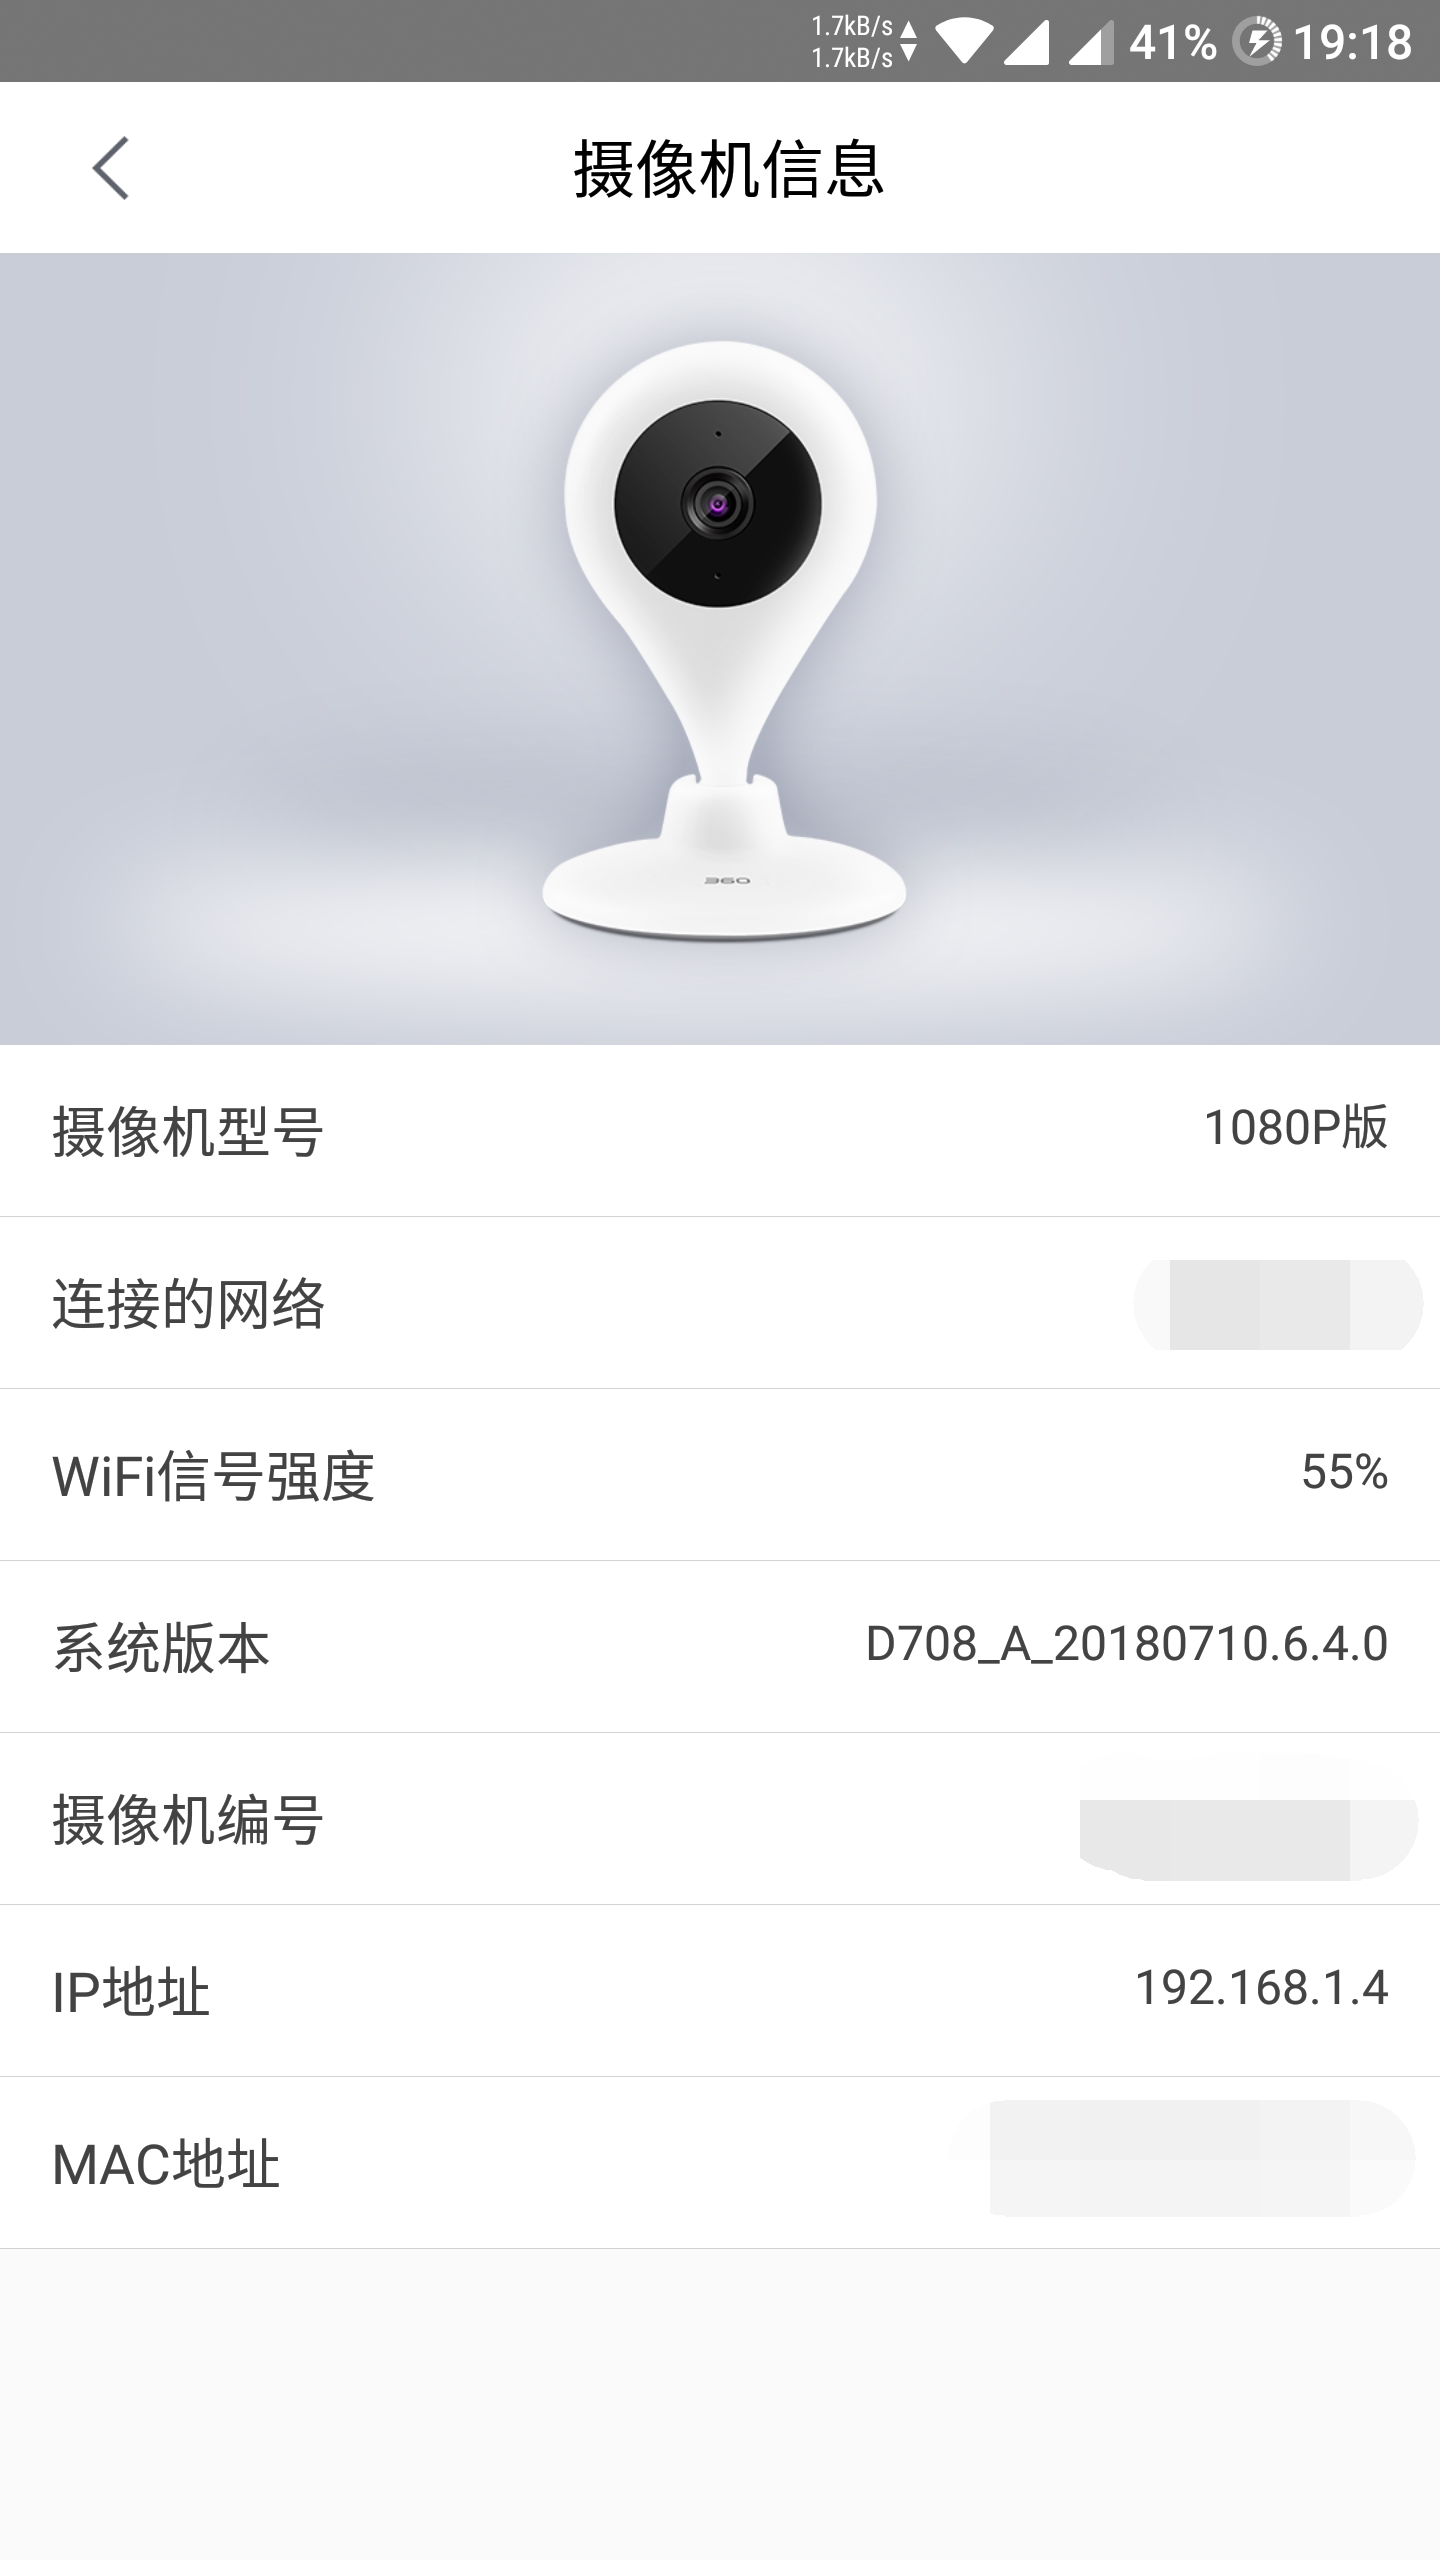 1.7kB/s
1.7kB/s
41%
19:18
摄像机信息
360
摄像机型号 1080P版
连接的网络
WiFi信号强度 55%
系统版本 D708_A_20180710.6.4.0
摄像机编号
IP地址 192.168.1.4
MAC地址